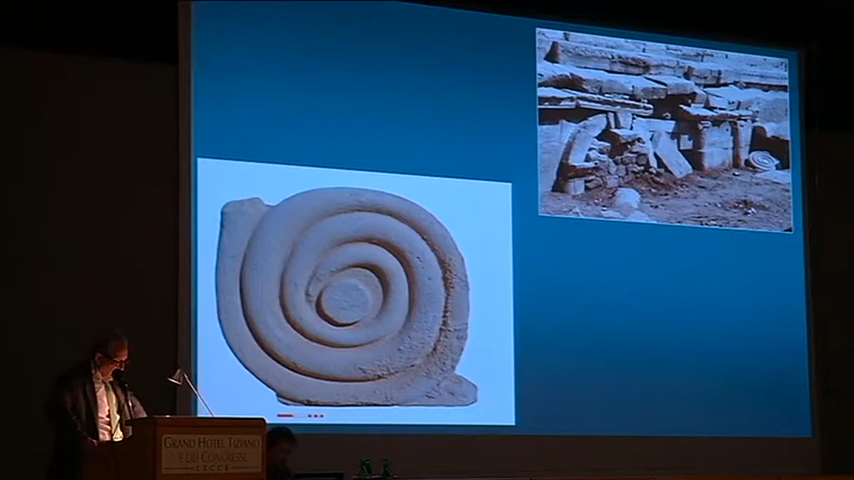 GRAND HOTEL TIZIANO
E DEI CONGRESSI
LECCE